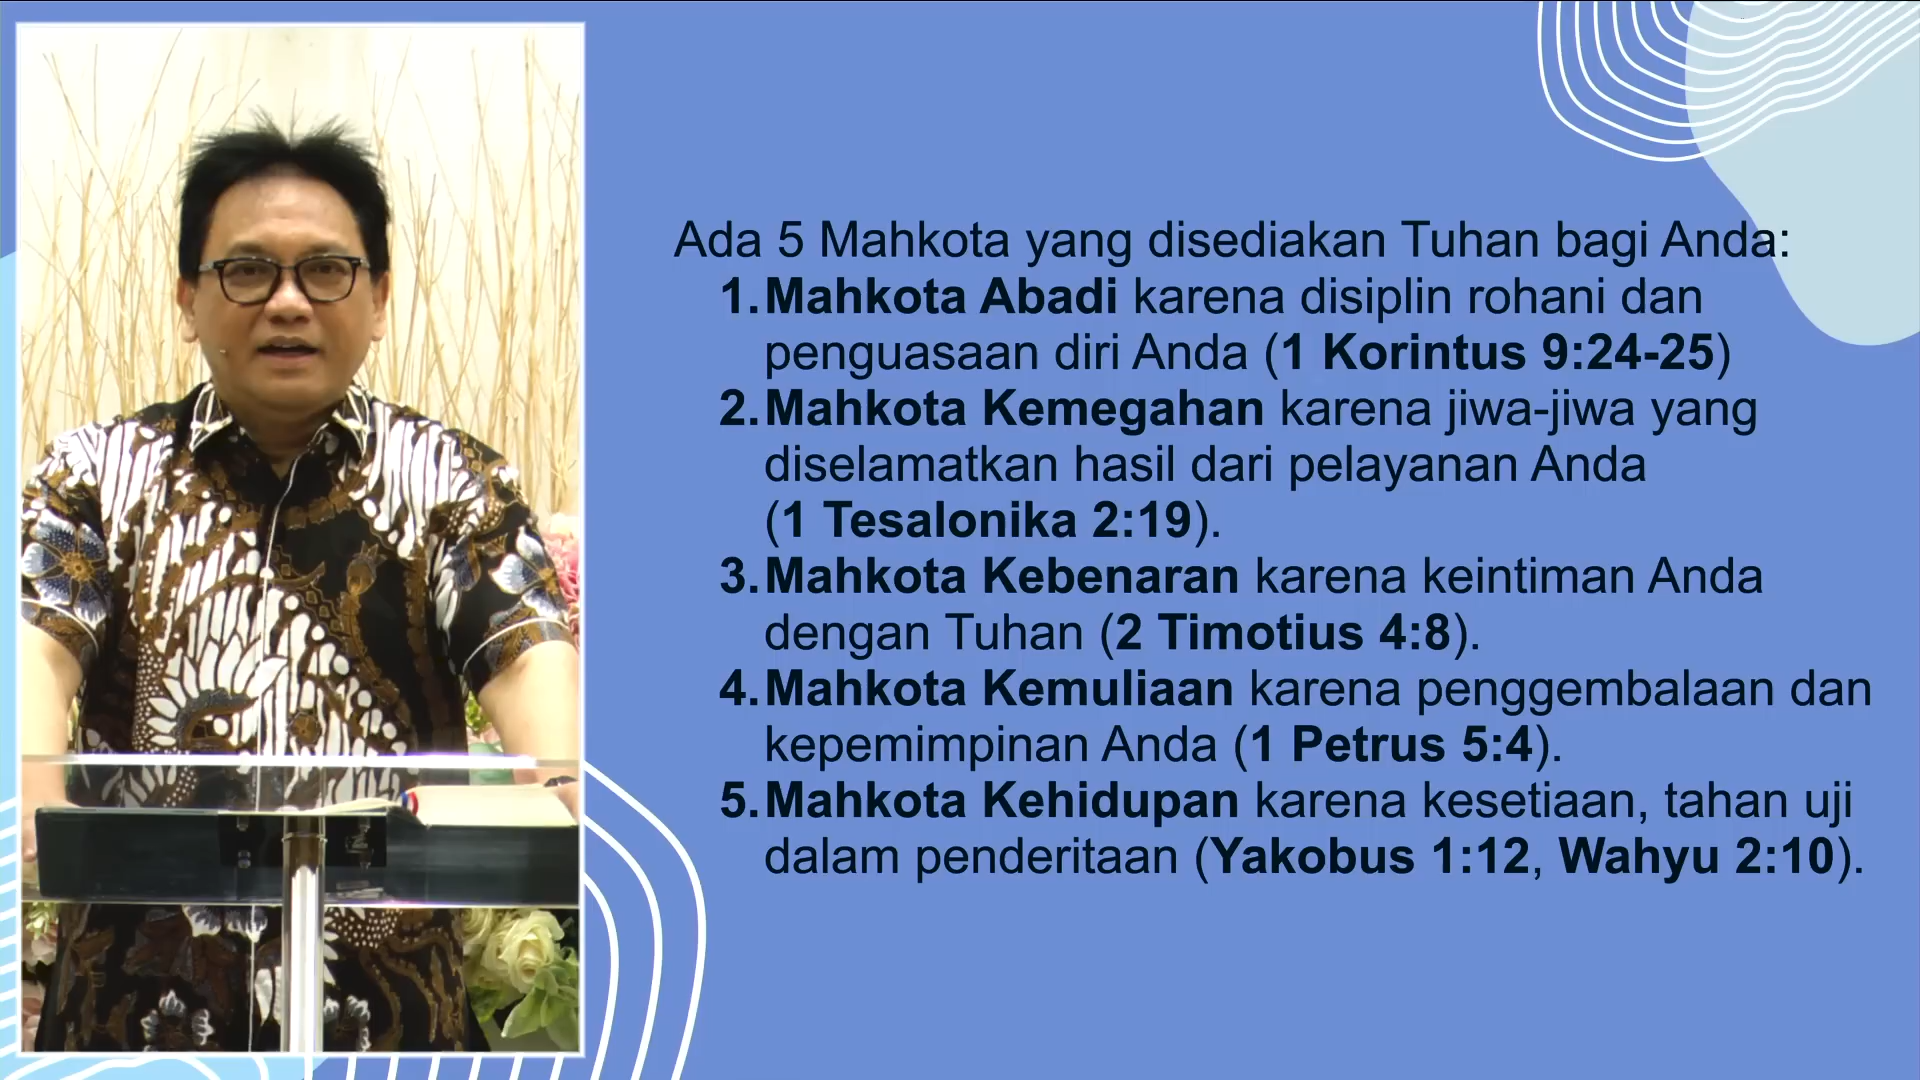 Ada 5 Mahkota yang disediakan Tuhan bagi Anda:
1. Mahkota Abadi karena disiplin rohani dan
penguasaan diri Anda (1 Korintus 9:24-25)
2. Mahkota Kemegahan karena jiwa-jiwa yang
diselamatkan hasil dari pelayanan Anda
(1 Tesalonika 2:19).
3. Mahkota Kebenaran karena keintiman Anda
dengan Tuhan (2 Timotius 4:8).
4. Mahkota Kemuliaan karena penggembalaan dan
kepemimpinan Anda (1 Petrus 5:4).
5. Mahkota Kehidupan karena kesetiaan, tahan uji
dalam penderitaan (Yakobus 1:12, Wahyu 2:10).